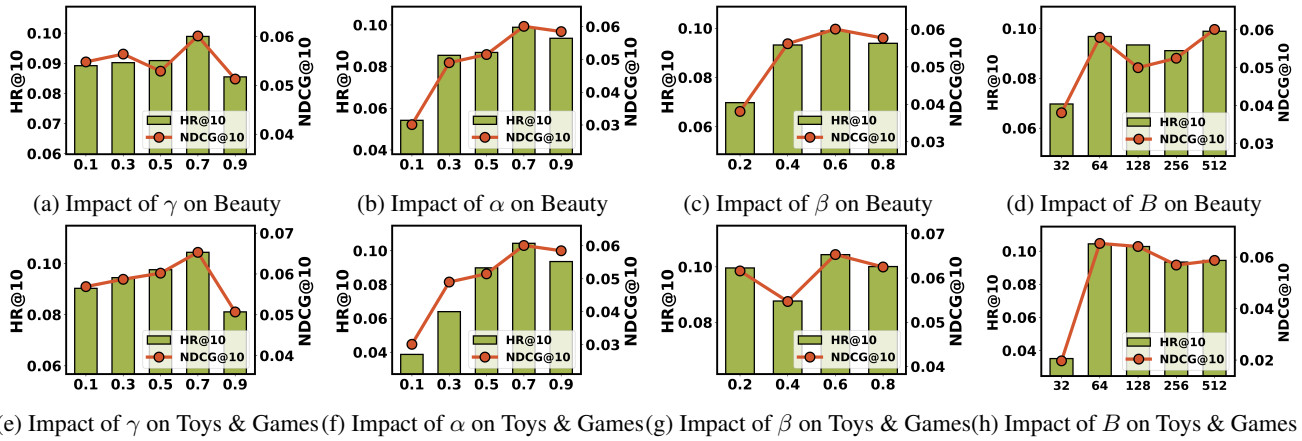 0.10
0.09
0.08
0.07
0.06
HR@10
0.06
0.05
0.04
NDCG@10
HR@10
NDCG@10
0.1 0.3 0.5 0.7 0.9
(a) Impact of γ on Beauty
0.10
0.08
0.06
0.04
HR@10
0.06
0.05
0.04
0.03
NDCG@10
HR@10
NDCG@10
0.1 0.3 0.5 0.7 0.9
(b) Impact of α on Beauty
0.10
0.08
0.06
HR@10
0.06
0.05
0.04
0.03
NDCG@10
HR@10
NDCG@10
0.2 0.4 0.6 0.8
(c) Impact of β on Beauty
0.10
0.08
0.06
HR@10
0.06
0.05
0.04
0.03
NDCG@10
HR@10
NDCG@10
32 64 128 256 512
(d) Impact of B on Beauty
0.10
0.08
0.06
HR@10
0.07
0.06
0.05
0.04
NDCG@10
HR@10
NDCG@10
0.1 0.3 0.5 0.7 0.9
(e) Impact of γ on Toys & Games
0.10
0.08
0.06
0.04
HR@10
0.06
0.05
0.04
0.03
NDCG@10
HR@10
NDCG@10
0.1 0.3 0.5 0.7 0.9
(f) Impact of α on Toys & Games
0.10
0.08
HR@10
0.07
0.06
0.05
0.04
NDCG@10
HR@10
NDCG@10
0.2 0.4 0.6 0.8
(g) Impact of β on Toys & Games
0.10
0.08
0.06
0.04
HR@10
0.06
0.04
0.02
NDCG@10
HR@10
NDCG@10
32 64 128 256 512
(h) Impact of B on Toys & Games